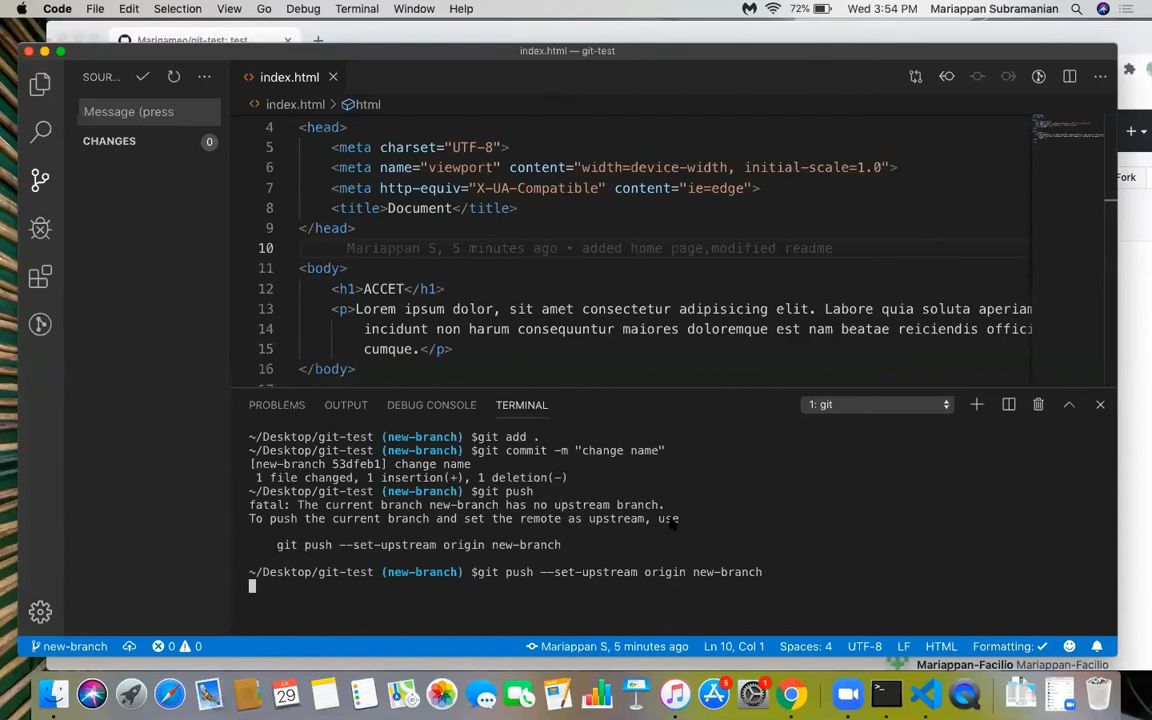 Code File Edit Selection View Go Debug Terminal Window Help 72% Wed 3:54 PM Mariappan Subramanian
Marigameo/git-test: test
index.html — git-test
SOUR...
index.html
Message (press
index.html > html
CHANGES 0
Fork
4 <head>
5 <meta charset="UTF-8">
6 <meta name="viewport" content="width=device-width, initial-scale=1.0">
7 <meta http-equiv="X-UA-Compatible" content="ie=edge">
8 <title>Document</title>
9 </head>
10 Mariappan S, 5 minutes ago • added home page,modified readme
11 <body>
12 <h1>ACCET</h1>
13 <p>Lorem ipsum dolor, sit amet consectetur adipisicing elit. Labore quia soluta aperiam
14 incidunt non harum consequuntur maiores doloremque est nam beatae reiciendis offici
15 cumque.</p>
16 </body>
PROBLEMS OUTPUT DEBUG CONSOLE TERMINAL 1: git
~/Desktop/git-test (new-branch) $git add .
~/Desktop/git-test (new-branch) $git commit -m "change name"
[new-branch 53dfeb1] change name
1 file changed, 1 insertion(+), 1 deletion(-)
~/Desktop/git-test (new-branch) $git push
fatal: The current branch new-branch has no upstream branch.
To push the current branch and set the remote as upstream, use
git push --set-upstream origin new-branch
~/Desktop/git-test (new-branch) $git push --set-upstream origin new-branch
new-branch 0 0 Mariappan S, 5 minutes ago Ln 10, Col 1 Spaces: 4 UTF-8 LF HTML Formatting: ✓
Mariappan-Facilio Mariappan-Facilio
JUL
29
5
1